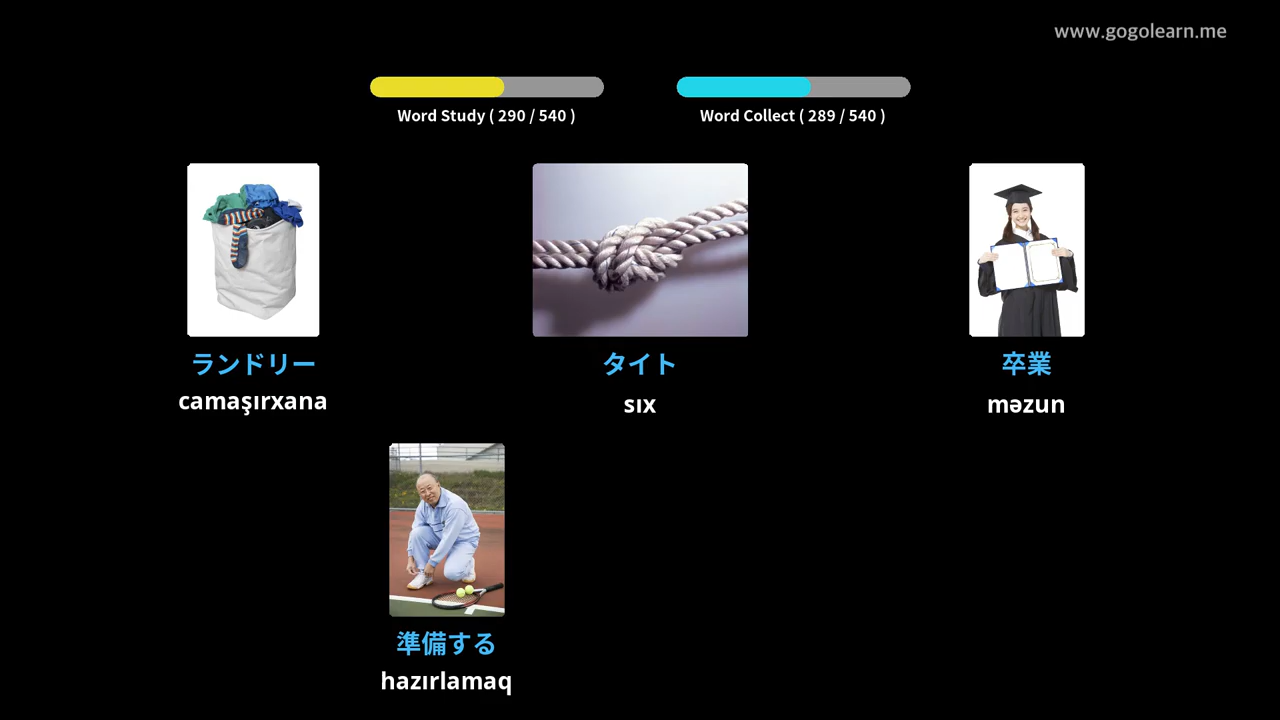 www.gogolearn.me
Word Study ( 290 / 540 )
Word Collect ( 289 / 540 )
ランドリー
camaşırxana
タイト
sıx
卒業
məzun
準備する
hazırlamaq